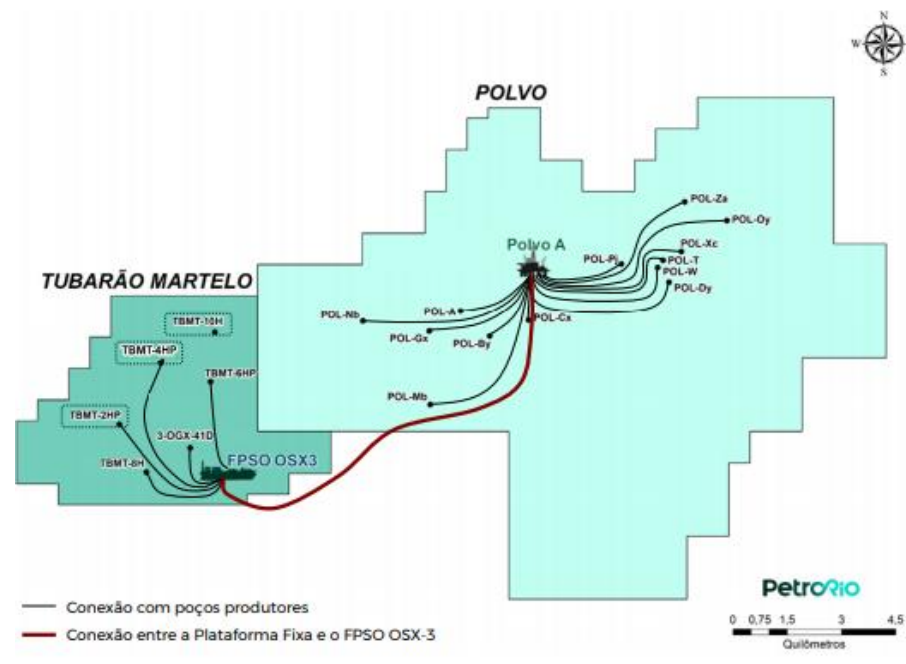 N
W
S
POLVO
POL-Za
POL-Oy
Polvo A
POL-Xc
POL-Pj
POL-T
POL-W
POL-Dy
TUBARÃO MARTELO
POL-A
POL-Nb
POL-Cx
TBMT-10H
POL-Gx
POL-By
TBMT-4HP
TBMT-6HP
POL-Mb
TBMT-2HP
3-OGX-41D
FPSO OSX3
TBMT-8H
PetroRio
Conexão com poços produtores
Conexão entre a Plataforma Fixa e o FPSO OSX-3
0 0,75 1,5 3 4,5
Quilômetros